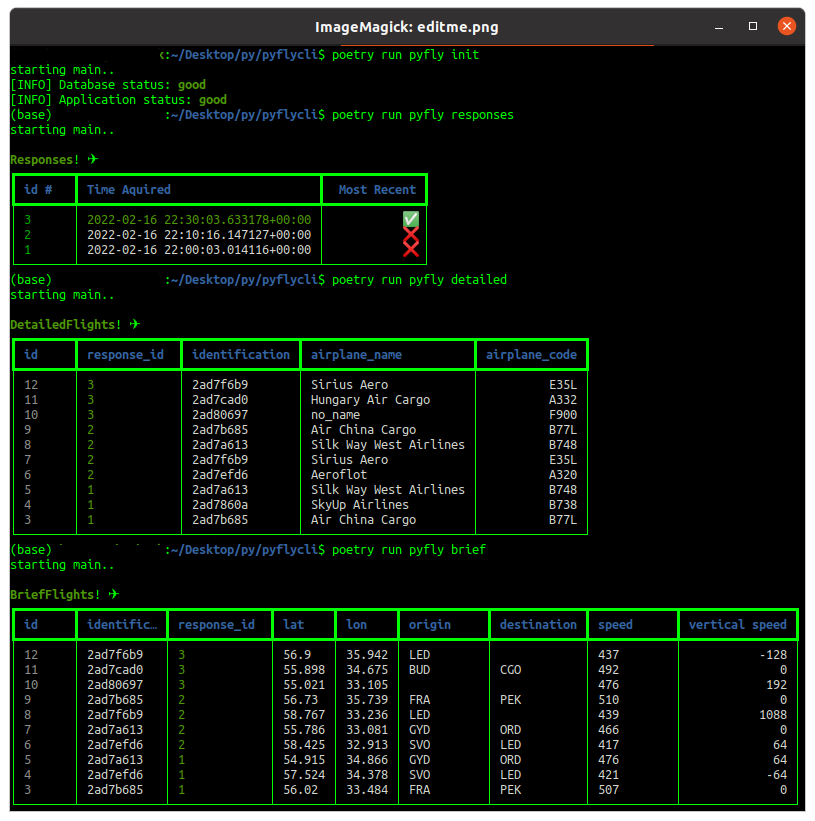 ImageMagick: editme.png
:~/Desktop/py/pyflycli$ poetry run pyfly init
starting main..
[INFO] Database status: good
[INFO] Application status: good
(base) :~/Desktop/py/pyflycli$ poetry run pyfly responses
starting main..
Responses! ✈
id # Time Aquired Most Recent
3 2022-02-16 22:30:03.633178+00:00 ✅
2 2022-02-16 22:10:16.147127+00:00 ❌
1 2022-02-16 22:00:03.014116+00:00 ❌
(base) :~/Desktop/py/pyflycli$ poetry run pyfly detailed
starting main..
DetailedFlights! ✈
id response_id identification airplane_name airplane_code
12 3 2ad7f6b9 Sirius Aero E35L
11 3 2ad7cad0 Hungary Air Cargo A332
10 3 2ad80697 no_name F900
9 2 2ad7b685 Air China Cargo B77L
8 2 2ad7a613 Silk Way West Airlines B748
7 2 2ad7f6b9 Sirius Aero E35L
6 2 2ad7efd6 Aeroflot A320
5 1 2ad7a613 Silk Way West Airlines B748
4 1 2ad7860a SkyUp Airlines B738
3 1 2ad7b685 Air China Cargo B77L
(base) :~/Desktop/py/pyflycli$ poetry run pyfly brief
starting main..
BriefFlights! ✈
id identific… response_id lat lon origin destination speed vertical speed
12 2ad7f6b9 3 56.9 35.942 LED 437 -128
11 2ad7cad0 3 55.898 34.675 BUD CGO 492 0
10 2ad80697 3 55.021 33.105 476 192
9 2ad7b685 2 56.73 35.739 FRA PEK 510 0
8 2ad7f6b9 2 58.767 33.236 LED 439 1088
7 2ad7a613 2 55.786 33.081 GYD ORD 466 0
6 2ad7efd6 2 58.425 32.913 SVO LED 417 64
5 2ad7a613 1 54.915 34.866 GYD ORD 476 64
4 2ad7efd6 1 57.524 34.378 SVO LED 421 -64
3 2ad7b685 1 56.02 33.484 FRA PEK 507 0